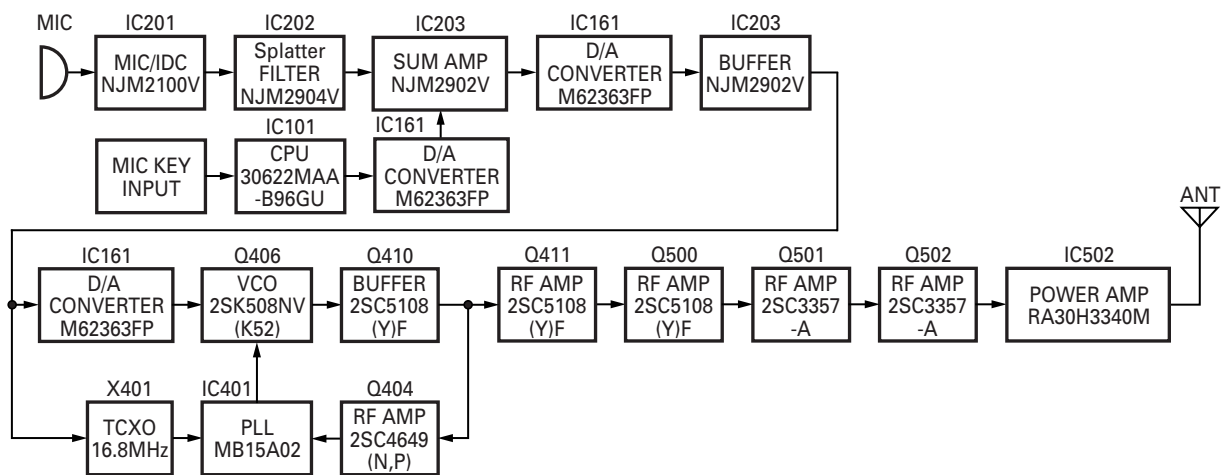 MIC
IC201
MIC/IDC
NJM2100V
IC202
Splatter
FILTER
NJM2904V
IC203
SUM AMP
NJM2902V
IC161
D/A
CONVERTER
M62363FP
IC203
BUFFER
NJM2902V
MIC KEY
INPUT
IC101
CPU
30622MAA
-B96GU
IC161
D/A
CONVERTER
M62363FP
ANT
IC161
D/A
CONVERTER
M62363FP
Q406
VCO
2SK508NV
(K52)
Q410
BUFFER
2SC5108
(Y)F
Q411
RF AMP
2SC5108
(Y)F
Q500
RF AMP
2SC5108
(Y)F
Q501
RF AMP
2SC3357
-A
Q502
RF AMP
2SC3357
-A
IC502
POWER AMP
RA30H3340M
X401
TCXO
16.8MHz
IC401
PLL
MB15A02
Q404
RF AMP
2SC4649
(N,P)